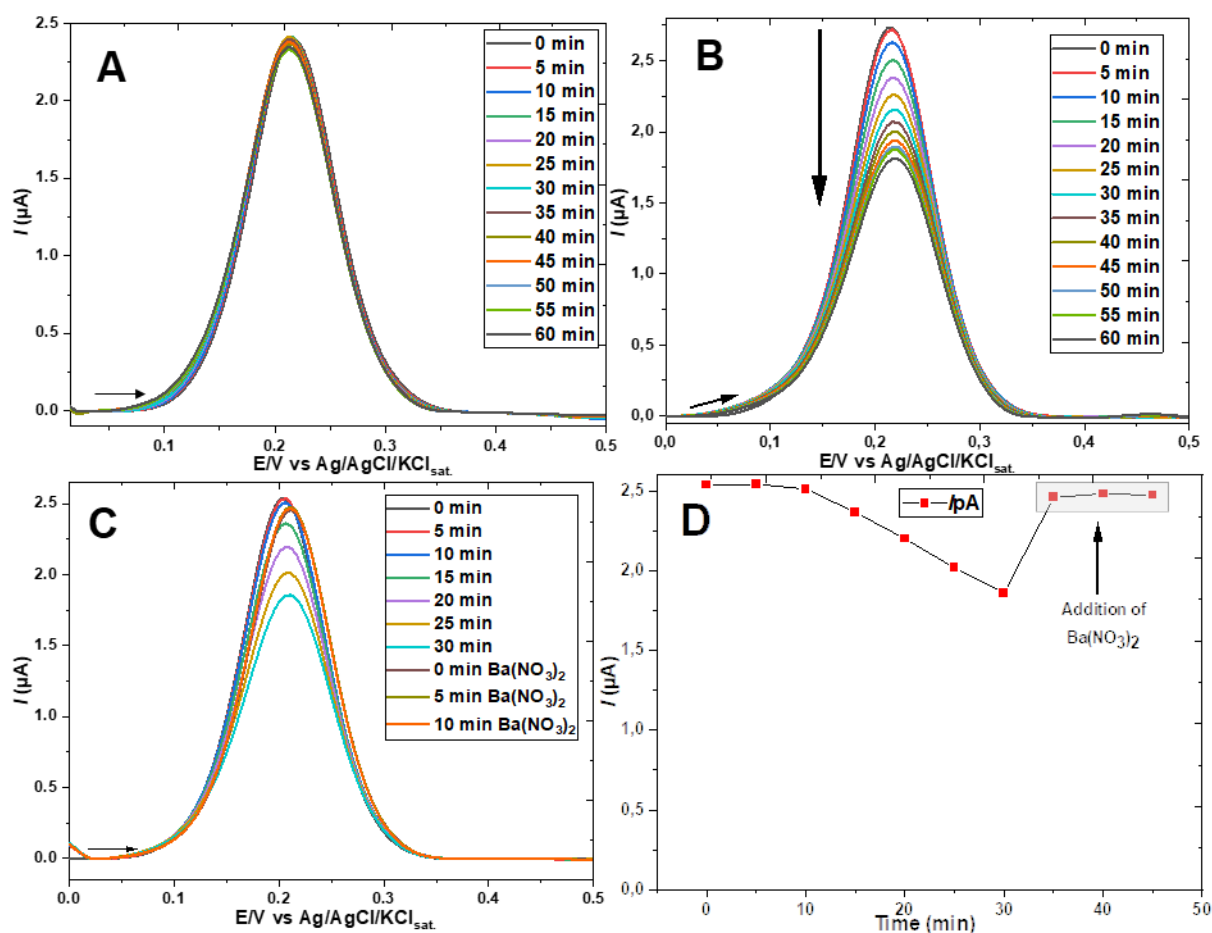 A
2.5
2.0
1.5
1.0
0.5
0.0
I (µA)
0.1 0.2 0.3 0.4 0.5
E/V vs Ag/AgCl/KClsat.
0 min
5 min
10 min
15 min
20 min
25 min
30 min
35 min
40 min
45 min
50 min
55 min
60 min
B
2,5
2,0
1,5
1,0
0,5
0,0
I (µA)
0,0 0,1 0,2 0,3 0,4 0,5
E/V vs Ag/AgCl/KClsat.
0 min
5 min
10 min
15 min
20 min
25 min
30 min
35 min
40 min
45 min
50 min
55 min
60 min
C
2.5
2.0
1.5
1.0
0.5
0.0
I (µA)
0.0 0.1 0.2 0.3 0.4 0.5
E/V vs Ag/AgCl/KClsat.
0 min
5 min
10 min
15 min
20 min
25 min
30 min
0 min Ba(NO3)2
5 min Ba(NO3)2
10 min Ba(NO3)2
D
2,5
2,0
1,5
1,0
0,5
0,0
I (µA)
0 10 20 30 40 50
Time (min)
IpA
Addition of
Ba(NO3)2